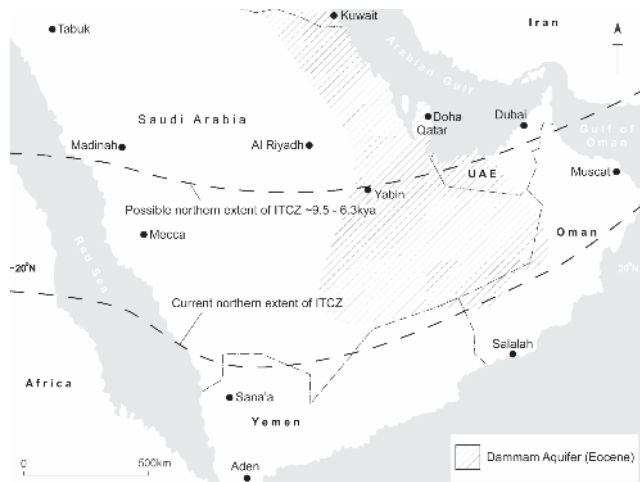 Kuwait
Iran
Tabuk
A
Arabian Gulf
Saudi Arabia
Doha
Qatar
Dubai
Gulf of
Oman
Madinah
Al Riyadh
UAE
Muscat
Yabin
Possible northern extent of ITCZ ~9.5 - 6.3kya
Mecca
Oman
Red Sea
20°N
20°N
Current northern extent of ITCZ
Salalah
Africa
Sana'a
Yemen
Dammam Aquifer (Eocene)
0
500km
Aden